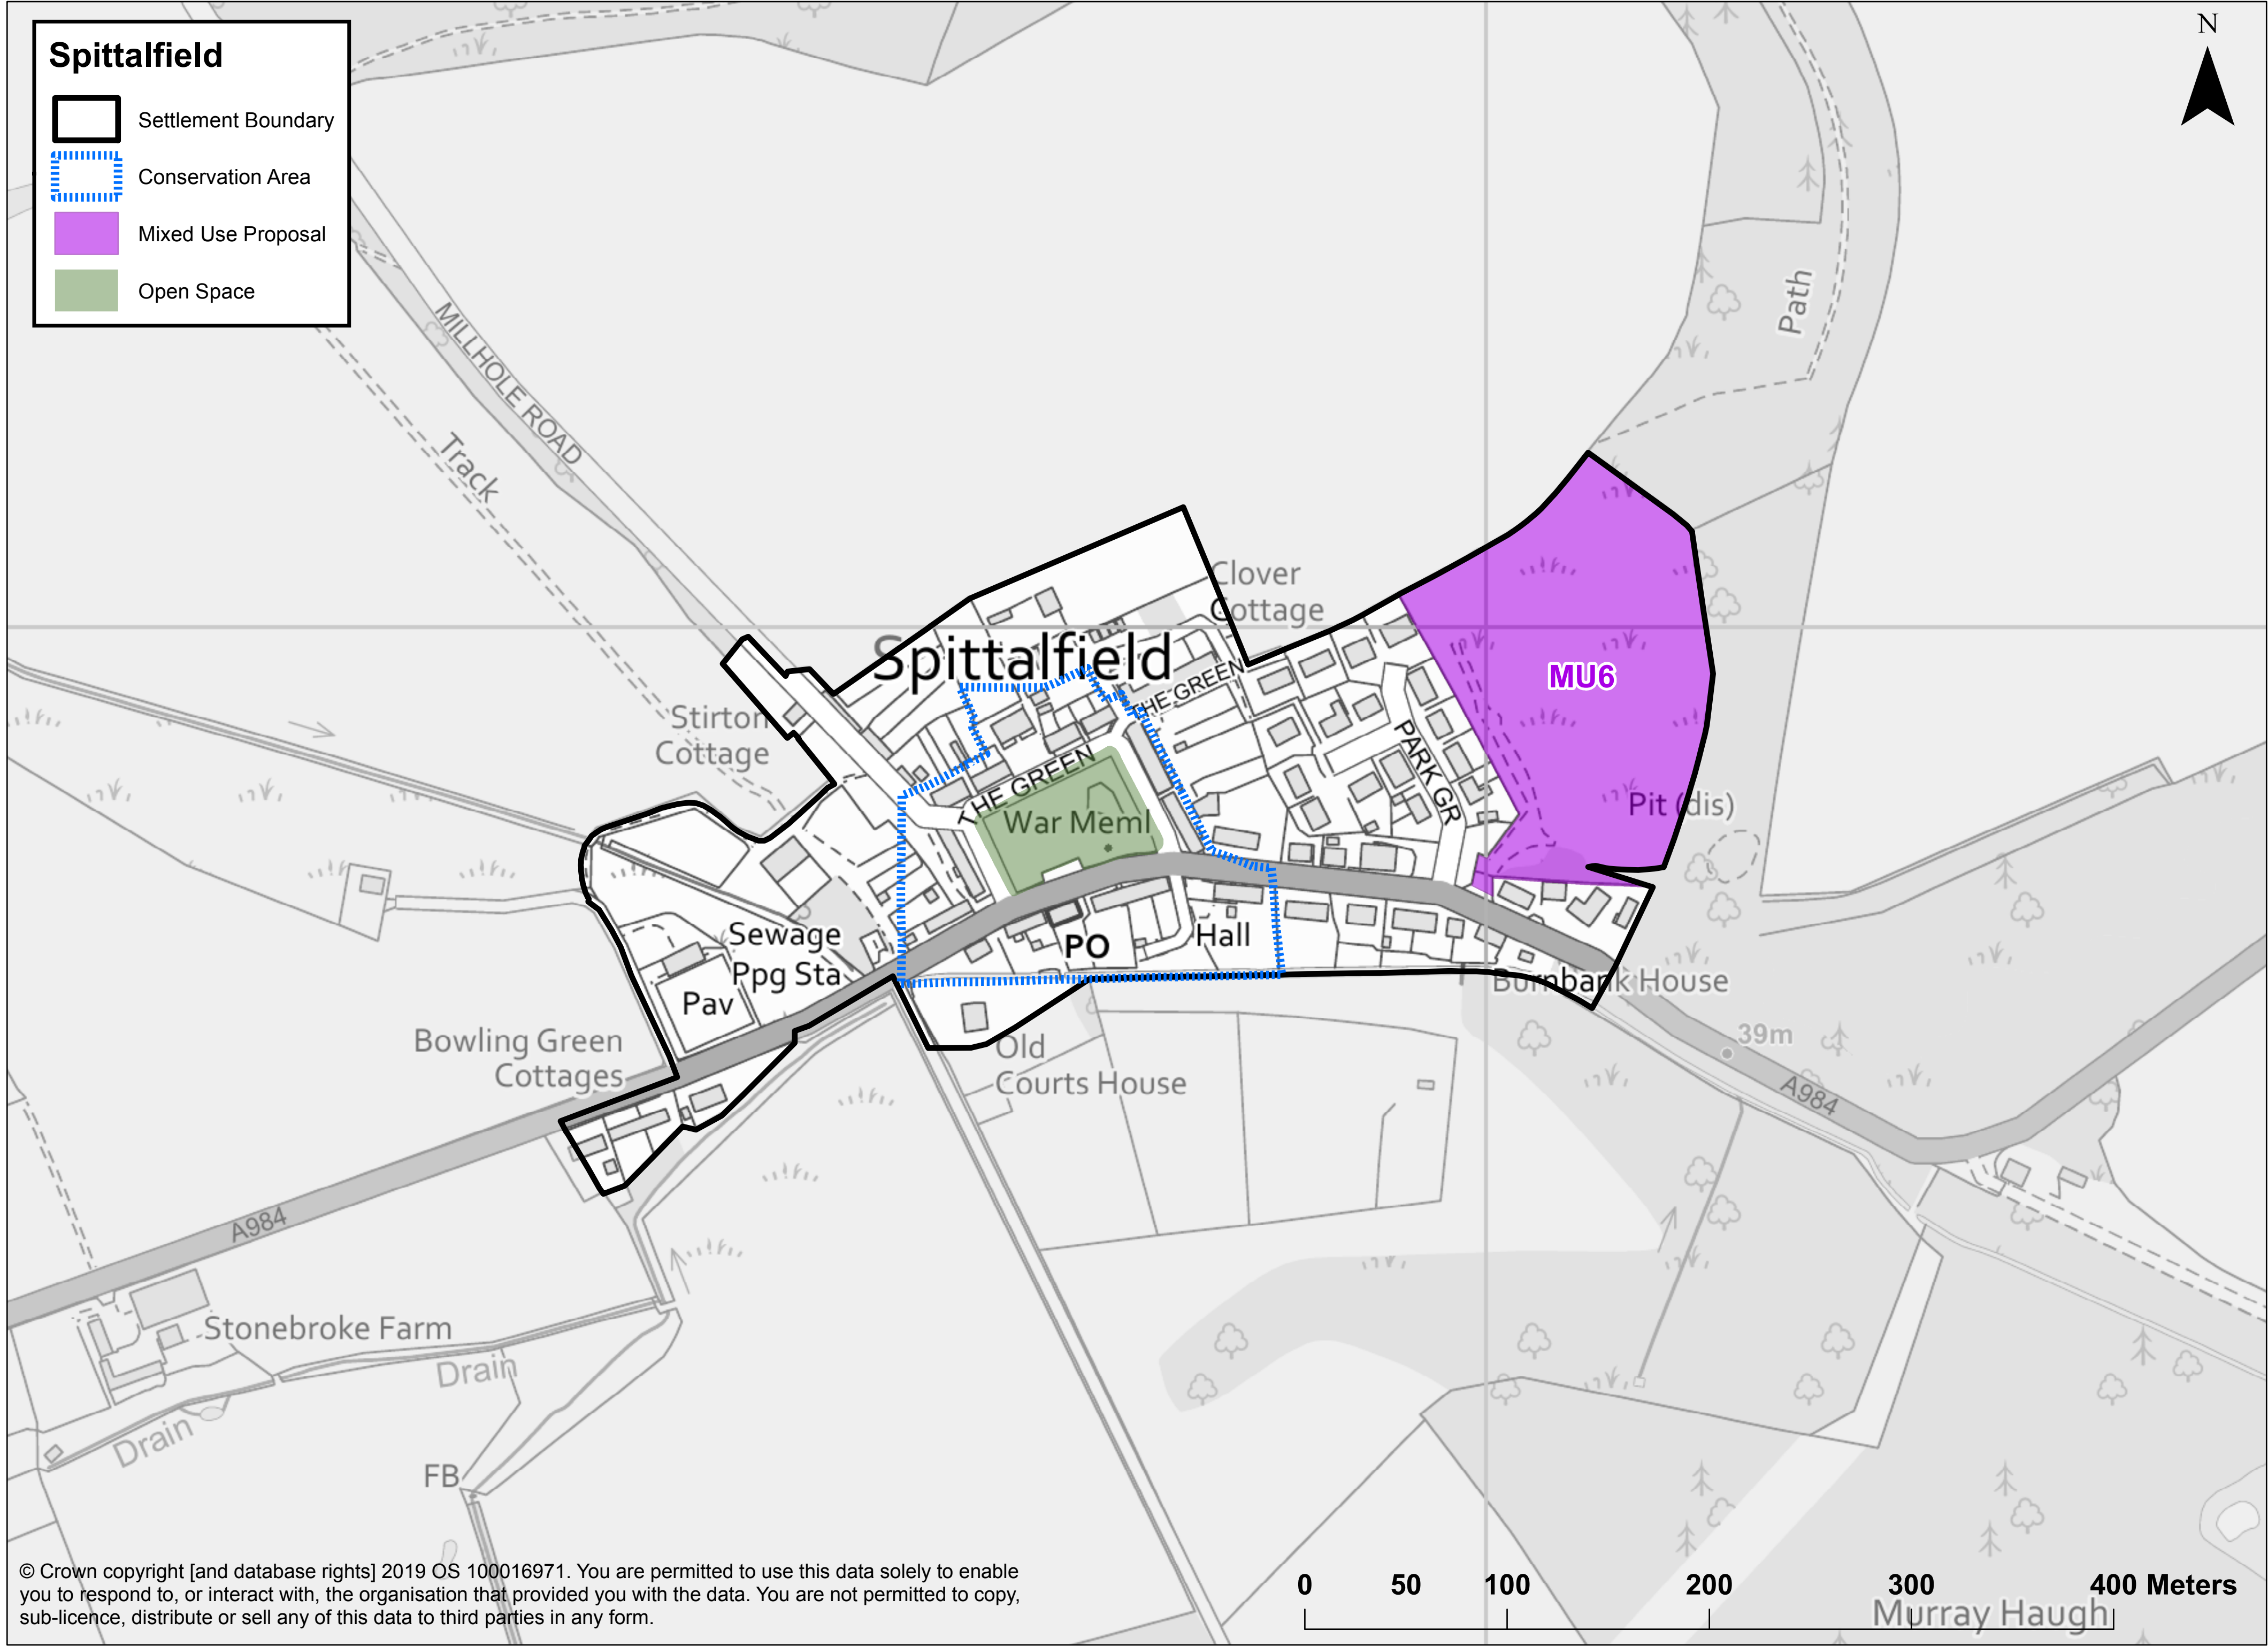 Spittalfield
Settlement Boundary
Conservation Area
Mixed Use Proposal
Open Space
N
MILLHOLE ROAD
Track
Path
Clover
Cottage
Spittalfield
THE GREEN
MU6
Stirton
Cottage
PARK GR
THE GREEN
War Meml
Pit (dis)
Sewage
Ppg Sta
PO
Hall
Pav
Burnbank House
Bowling Green
Cottages
39m
Old
Courts House
A984
A984
Stonebroke Farm
Drain
Drain
FB
© Crown copyright [and database rights] 2019 OS 100016971. You are permitted to use this data solely to enable
you to respond to, or interact with, the organisation that provided you with the data. You are not permitted to copy,
sub-licence, distribute or sell any of this data to third parties in any form.
0 50 100 200 300 400 Meters
Murray Haugh